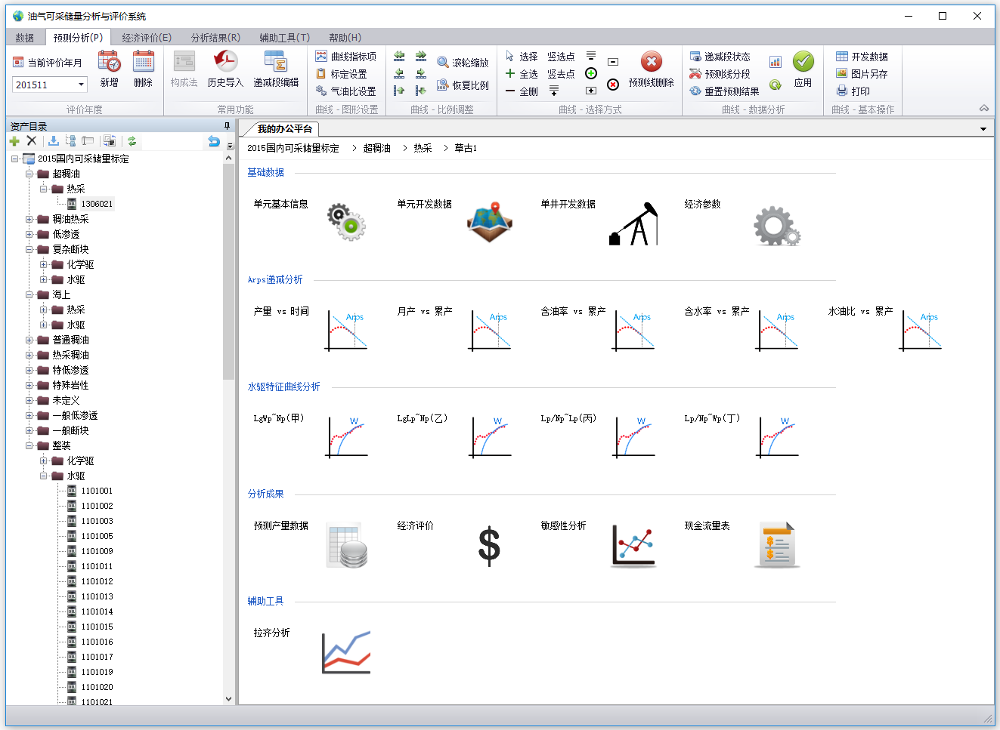 油气可采储量分析与评价系统
数据 预测分析(P) 经济评价(E) 分析结果(R) 辅助工具(T) 帮助(H)
当前评价年月
201511
新增 删除
评价年度
构成法 历史导入 递减段编辑
常用功能
曲线指标项
标定设置
气油比设置
曲线 - 图形设置
滚轮缩放
恢复比例
曲线 - 比例调整
选择 竖选点
全选 竖去点
全删
预测线删除
曲线 - 选择方式
递减段状态
预测线分段
重置预测结果
应用
曲线 - 数据分析
开发数据
图片另存
打印
曲线 - 基本操作
资产目录
2015国内可采储量标定
超稠油
热采
OIL 1306021
稠油热采
低渗透
复杂断块
化学驱
水驱
海上
热采
水驱
普通稠油
热采稠油
特低渗透
特殊岩性
未定义
一般低渗透
一般断块
整装
化学驱
水驱
OIL 1101001
OIL 1101002
OIL 1101003
OIL 1101005
OIL 1101009
OIL 1101011
OIL 1101012
OIL 1101013
OIL 1101014
OIL 1101015
OIL 1101016
OIL 1101017
OIL 1101019
OIL 1101020
OIL 1101021
我的办公平台
2015国内可采储量标定 > 超稠油 > 热采 > 草古1
基础数据
单元基本信息 单元开发数据 单井开发数据 经济参数
Arps递减分析
产量 vs 时间 月产 vs 累产 含油率 vs 累产 含水率 vs 累产 水油比 vs 累产
Arps Arps Arps Arps Arps
水驱特征曲线分析
LgWp~Np(甲) LgLp~Np(乙) Lp/Np~Lp(丙) Lp/Np~Wp(丁)
W W W W
分析成果
预测产量数据 经济评价 敏感性分析 现金流量表
$
辅助工具
拉齐分析